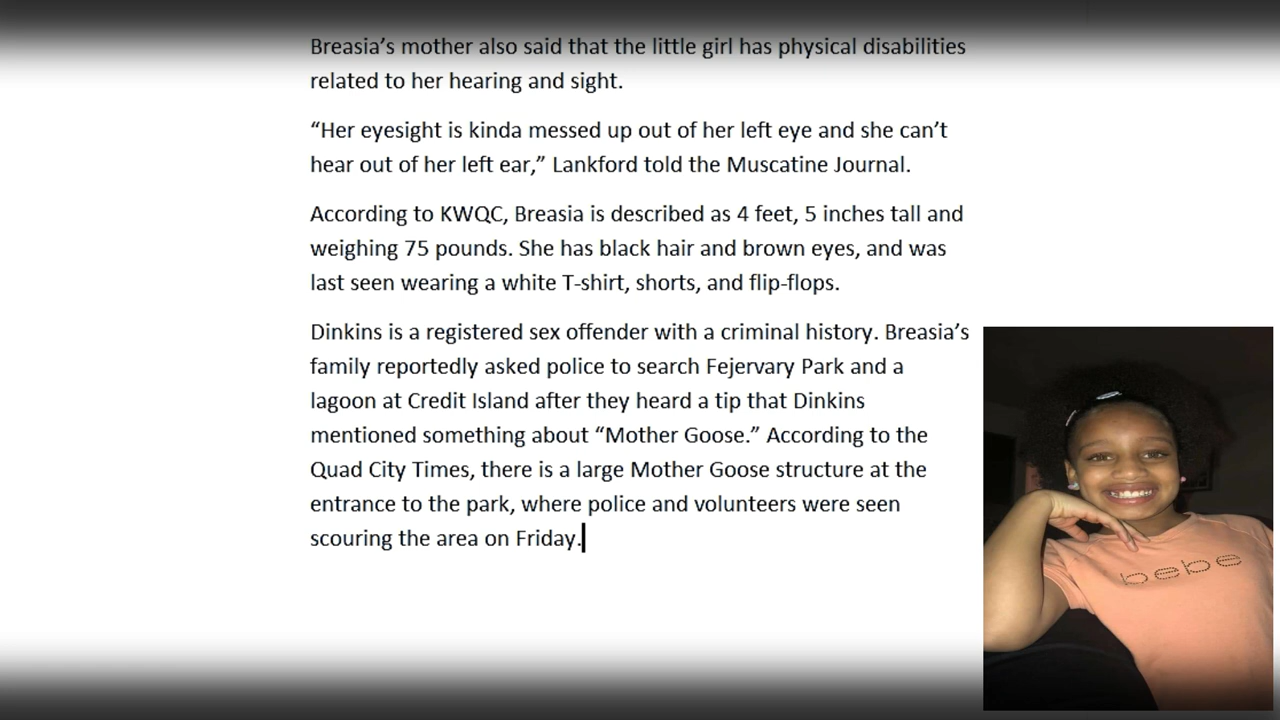 Breasia’s mother also said that the little girl has physical disabilities
related to her hearing and sight.
“Her eyesight is kinda messed up out of her left eye and she can’t
hear out of her left ear,” Lankford told the Muscatine Journal.
According to KWQC, Breasia is described as 4 feet, 5 inches tall and
weighing 75 pounds. She has black hair and brown eyes, and was
last seen wearing a white T-shirt, shorts, and flip-flops.
Dinkins is a registered sex offender with a criminal history. Breasia’s
family reportedly asked police to search Fejervary Park and a
lagoon at Credit Island after they heard a tip that Dinkins
mentioned something about “Mother Goose.” According to the
Quad City Times, there is a large Mother Goose structure at the
entrance to the park, where police and volunteers were seen
scouring the area on Friday.
bebe